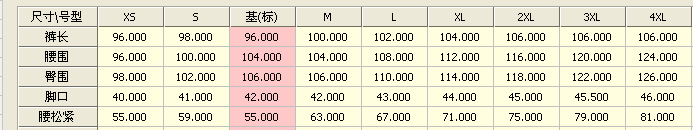 尺寸\号型 XS S 基(标) M L XL 2XL 3XL 4XL
裤长 96.000 98.000 96.000 100.000 102.000 104.000 106.000 106.000 106.000
腰围 96.000 100.000 104.000 104.000 108.000 112.000 116.000 120.000 124.000
臀围 98.000 102.000 106.000 106.000 110.000 114.000 118.000 122.000 126.000
脚口 40.000 41.000 42.000 42.000 43.000 44.000 45.000 45.500 46.000
腰松紧 55.000 59.000 55.000 63.000 67.000 71.000 75.000 79.000 81.000